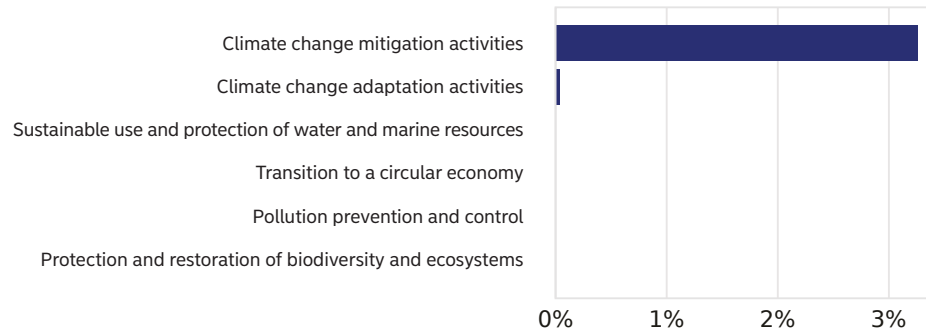 Climate change mitigation activities
Climate change adaptation activities
Sustainable use and protection of water and marine resources
Transition to a circular economy
Pollution prevention and control
Protection and restoration of biodiversity and ecosystems
0% 1% 2% 3%